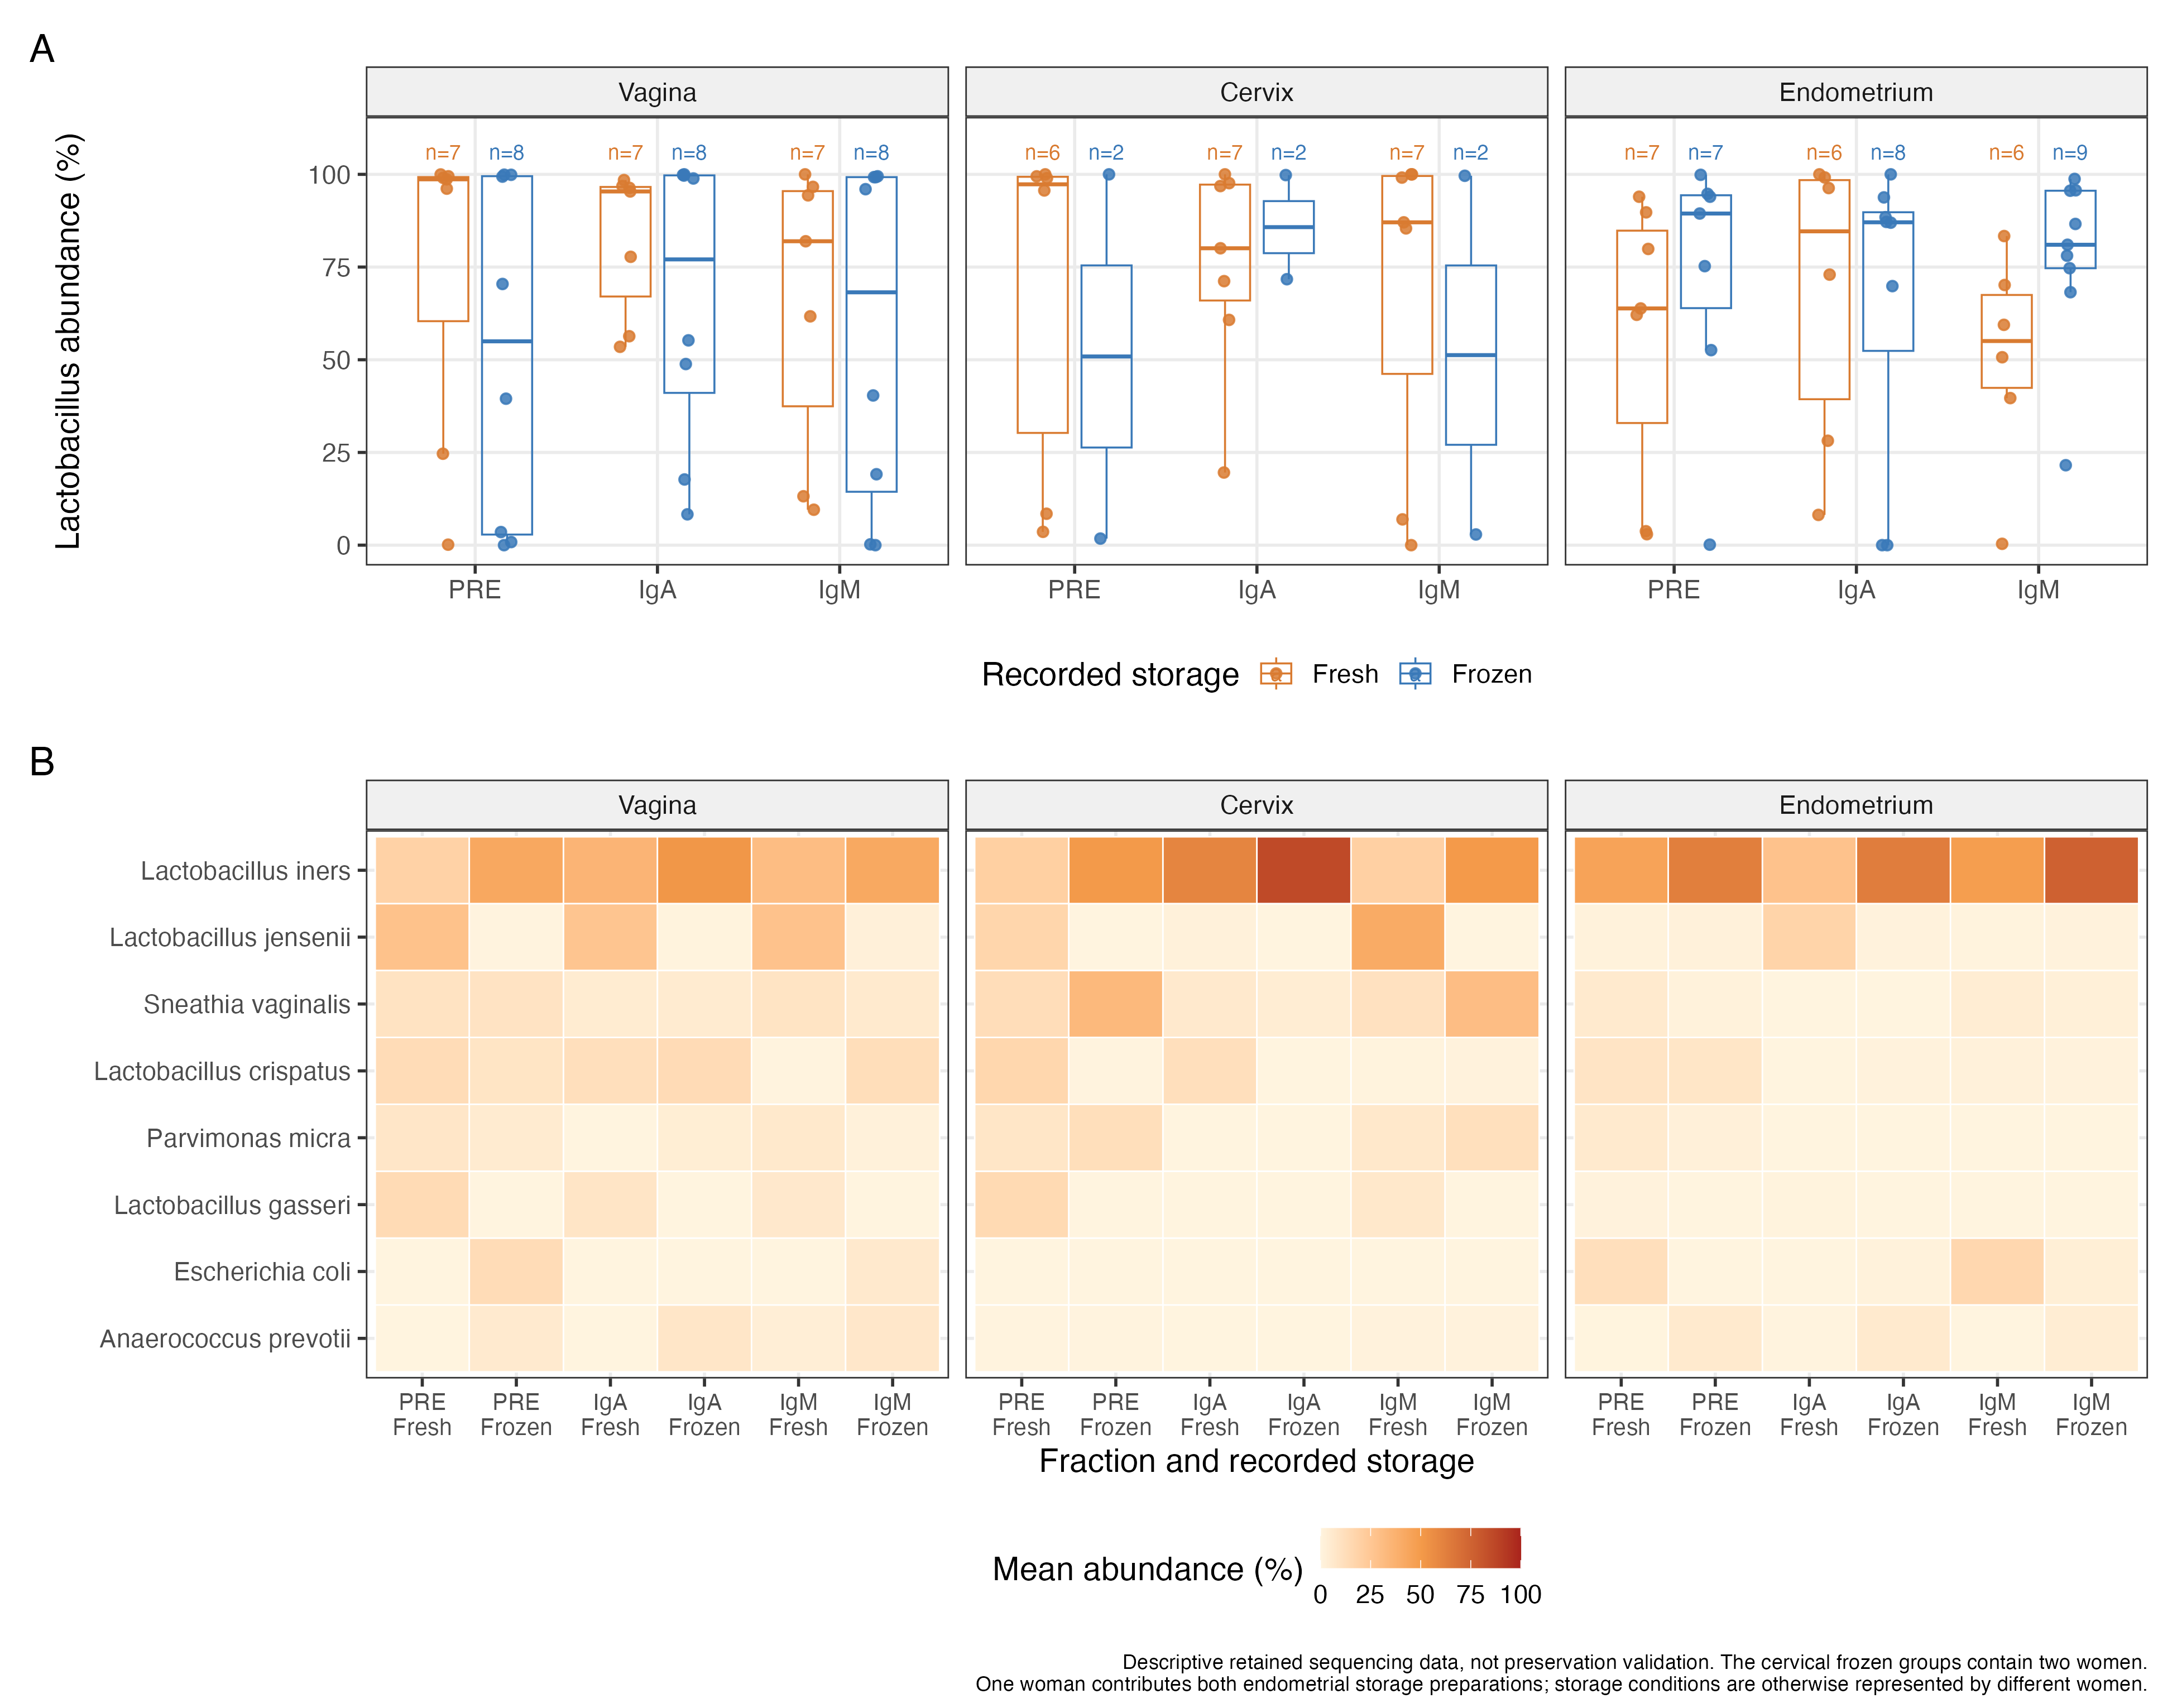 A
Vagina Cervix Endometrium
Lactobacillus abundance (%)
n=7 n=8 n=7 n=8 n=7 n=8 n=6 n=2 n=7 n=2 n=7 n=2 n=7 n=7 n=6 n=8 n=6 n=9
100
75
50
25
0
PRE IgA IgM PRE IgA IgM PRE IgA IgM
Recorded storage Fresh Frozen
B
Vagina Cervix Endometrium
Lactobacillus iners
Lactobacillus jensenii
Sneathia vaginalis
Lactobacillus crispatus
Parvimonas micra
Lactobacillus gasseri
Escherichia coli
Anaerococcus prevotii
PRE PRE IgA IgA IgM IgM PRE PRE IgA IgA IgM IgM PRE PRE IgA IgA IgM IgM
Fresh Frozen Fresh Frozen Fresh Frozen Fresh Frozen Fresh Frozen Fresh Frozen Fresh Frozen Fresh Frozen Fresh Frozen
Fraction and recorded storage
Mean abundance (%)
0 25 50 75 100
Descriptive retained sequencing data, not preservation validation. The cervical frozen groups contain two women.
One woman contributes both endometrial storage preparations; storage conditions are otherwise represented by different women.